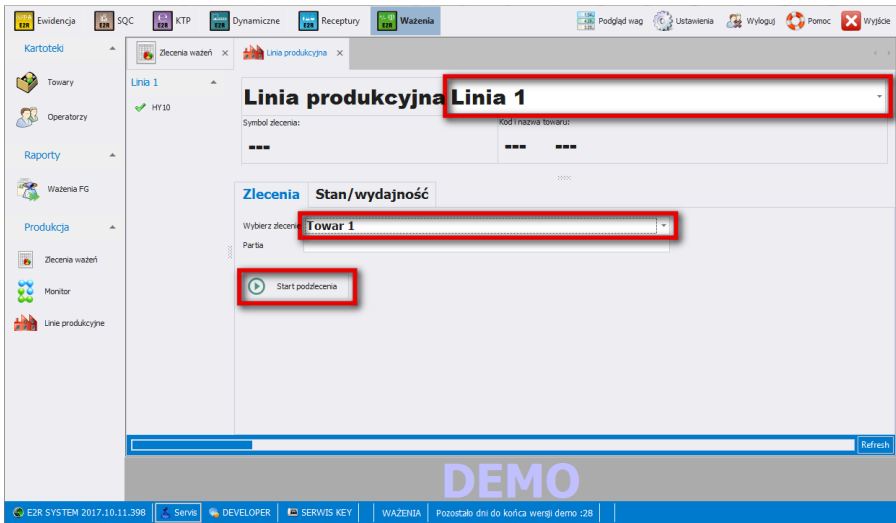 Ewidencja SQC KTP Dynamiczne Receptury Ważenia Podgląd wag Ustawienia Wyloguj Pomoc Wyjście
Kartoteki
Towary
Operatorzy
Raporty
Ważenia FG
Produkcja
Zlecenia ważeń
Monitor
Linie produkcyjne
Zlecenia ważeń x Linia produkcyjna x
Linia 1
HY10
Linia produkcyjna Linia 1
Symbol zlecenia: Kod i nazwa towaru:
--- --- ---
Zlecenia Stan/wydajność
Wybierz zlecenie Towar 1
Partia
Start podzlecenia
Refresh
DEMO
E2R SYSTEM 2017.10.11.398 Servis DEVELOPER SERWIS KEY WAŻENIA Pozostało dni do końca wersji demo :28